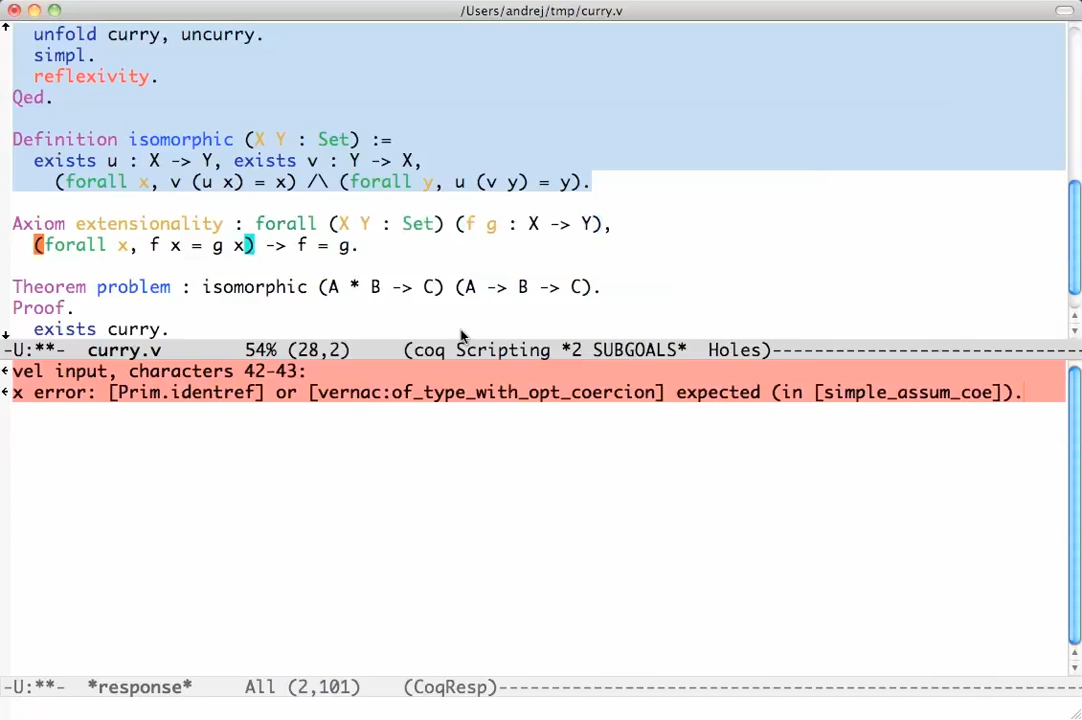 /Users/andrej/tmp/curry.v
unfold curry, uncurry.
simpl.
reflexivity.
Qed.
Definition isomorphic (X Y : Set) :=
exists u : X -> Y, exists v : Y -> X,
(forall x, v (u x) = x) /\ (forall y, u (v y) = y).
Axiom extensionality : forall (X Y : Set) (f g : X -> Y),
(forall x, f x = g x) -> f = g.
Theorem problem : isomorphic (A * B -> C) (A -> B -> C).
Proof.
exists curry.
-U:**-  curry.v        54% (28,2)     (coq Scripting *2 SUBGOALS*  Holes)------------------------------
vel input, characters 42-43:
x error: [Prim.identref] or [vernac:of_type_with_opt_coercion] expected (in [simple_assum_coe]).
-U:**-  *response*     All (2,101)    (CoqResp)-------------------------------------------------------